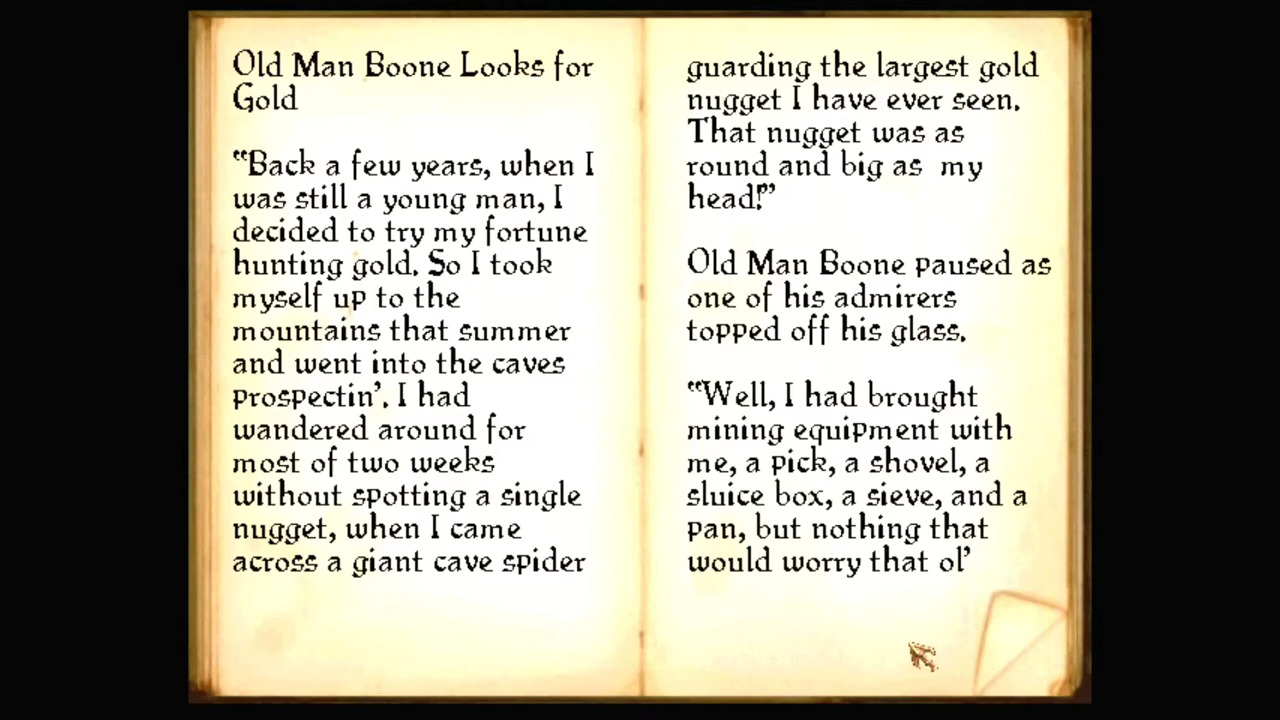 Old Man Boone Looks for
Gold
“Back a few years, when I
was still a young man, I
decided to try my fortune
hunting gold. So I took
myself up to the
mountains that summer
and went into the caves
prospectin’. I had
wandered around for
most of two weeks
without spotting a single
nugget, when I came
across a giant cave spider
guarding the largest gold
nugget I have ever seen.
That nugget was as
round and big as  my
head!”
Old Man Boone paused as
one of his admirers
topped off his glass.
“Well, I had brought
mining equipment with
me, a pick, a shovel, a
sluice box, a sieve, and a
pan, but nothing that
would worry that ol’